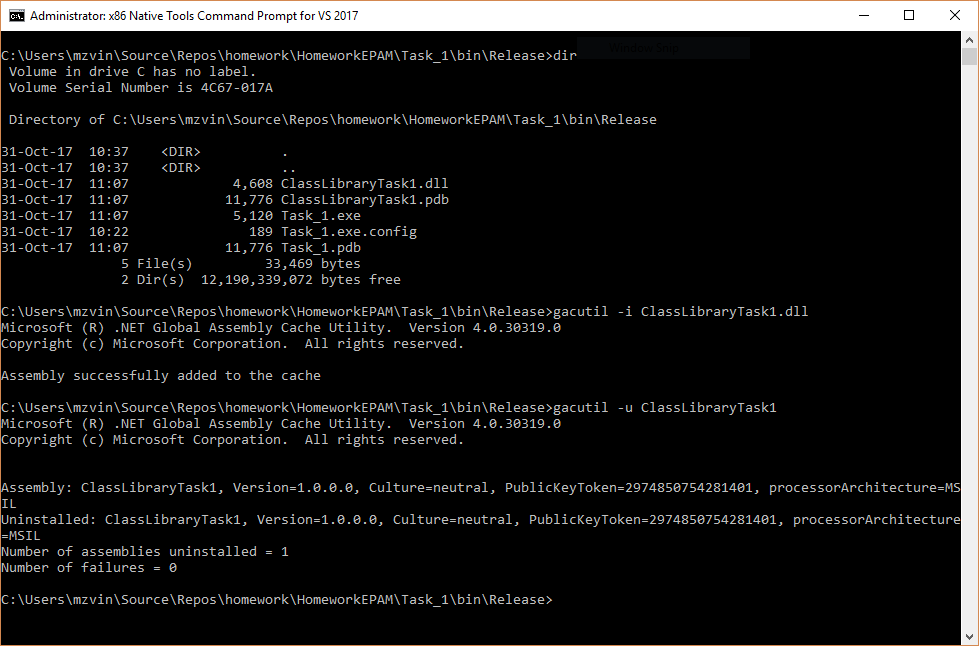 Administrator: x86 Native Tools Command Prompt for VS 2017
C:\Users\mzvin\Source\Repos\homework\HomeworkEPAM\Task_1\bin\Release>dir
 Volume in drive C has no label.
 Volume Serial Number is 4C67-017A
 Directory of C:\Users\mzvin\Source\Repos\homework\HomeworkEPAM\Task_1\bin\Release
31-Oct-17  10:37    <DIR>          .
31-Oct-17  10:37    <DIR>          ..
31-Oct-17  11:07             4,608 ClassLibraryTask1.dll
31-Oct-17  11:07            11,776 ClassLibraryTask1.pdb
31-Oct-17  11:07             5,120 Task_1.exe
31-Oct-17  10:22               189 Task_1.exe.config
31-Oct-17  11:07            11,776 Task_1.pdb
               5 File(s)         33,469 bytes
               2 Dir(s)  12,190,339,072 bytes free
C:\Users\mzvin\Source\Repos\homework\HomeworkEPAM\Task_1\bin\Release>gacutil -i ClassLibraryTask1.dll
Microsoft (R) .NET Global Assembly Cache Utility.  Version 4.0.30319.0
Copyright (c) Microsoft Corporation.  All rights reserved.
Assembly successfully added to the cache
C:\Users\mzvin\Source\Repos\homework\HomeworkEPAM\Task_1\bin\Release>gacutil -u ClassLibraryTask1
Microsoft (R) .NET Global Assembly Cache Utility.  Version 4.0.30319.0
Copyright (c) Microsoft Corporation.  All rights reserved.
Assembly: ClassLibraryTask1, Version=1.0.0.0, Culture=neutral, PublicKeyToken=2974850754281401, processorArchitecture=MS
IL
Uninstalled: ClassLibraryTask1, Version=1.0.0.0, Culture=neutral, PublicKeyToken=2974850754281401, processorArchitecture
=MSIL
Number of assemblies uninstalled = 1
Number of failures = 0
C:\Users\mzvin\Source\Repos\homework\HomeworkEPAM\Task_1\bin\Release>